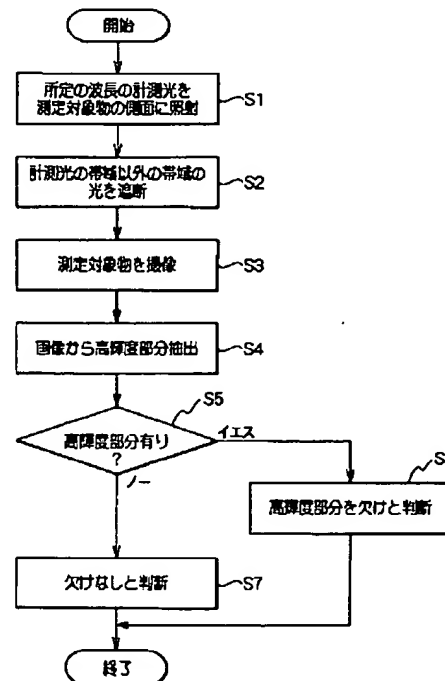 開始
所定の波長の計測光を
測定対象物の側面に照射
S1
計測光の帯域以外の帯域の
光を遮断
S2
測定対象物を撮像
S3
画像から高輝度部分抽出
S4
S5
高輝度部分有り
?
イエス
ノー
S
高輝度部分を欠けと判断
欠けなしと判断
S7
終了